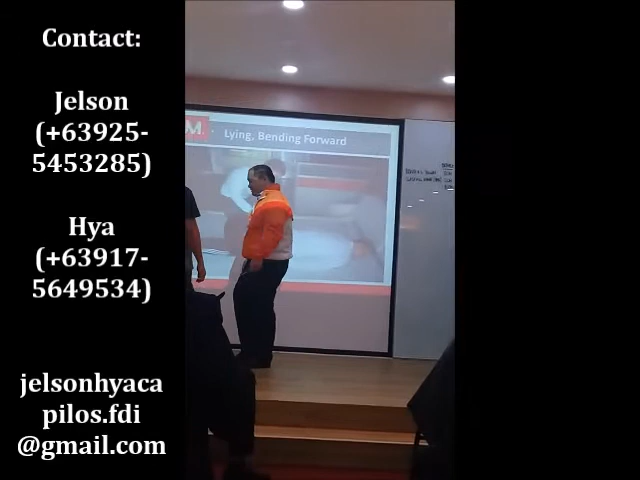 Contact:
Jelson
(+63925-
5453285)
Hya
(+63917-
5649534)
jelsonhyaca
pilos.fdi
@gmail.com
M.
Lying, Bending Forward